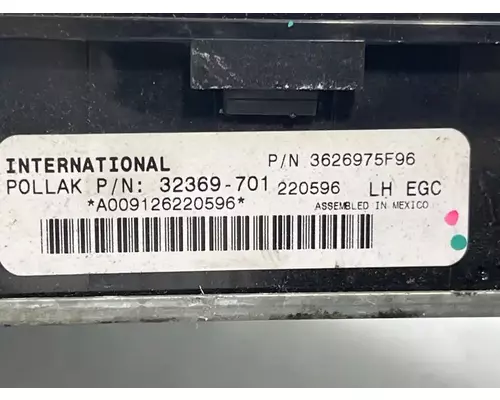 INTERNATIONAL P/N 3626975F96
POLLAK P/N: 32369-701 220596 LH EGC
*A009126220596* ASSEMBLED IN MEXICO